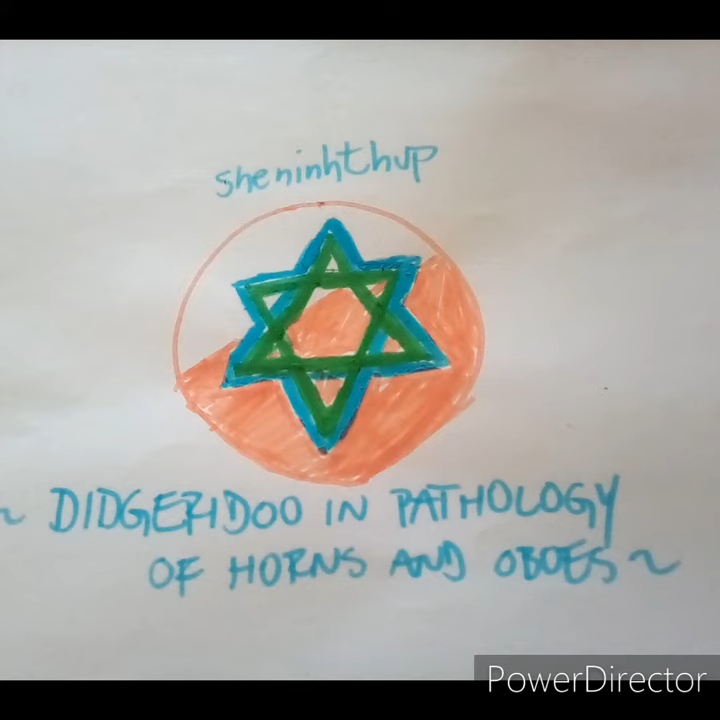 sheninhthup
~ DIDGERIDOO IN PATHOLOGY
OF HORNS AND OBOES ~
PowerDirector